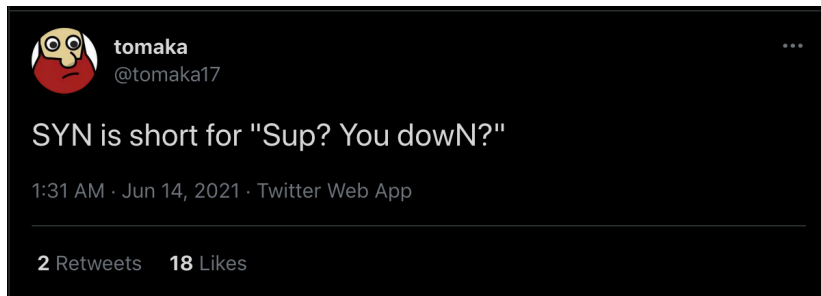 tomaka
@tomaka17
SYN is short for "Sup? You dowN?"
1:31 AM · Jun 14, 2021 · Twitter Web App
2 Retweets 18 Likes